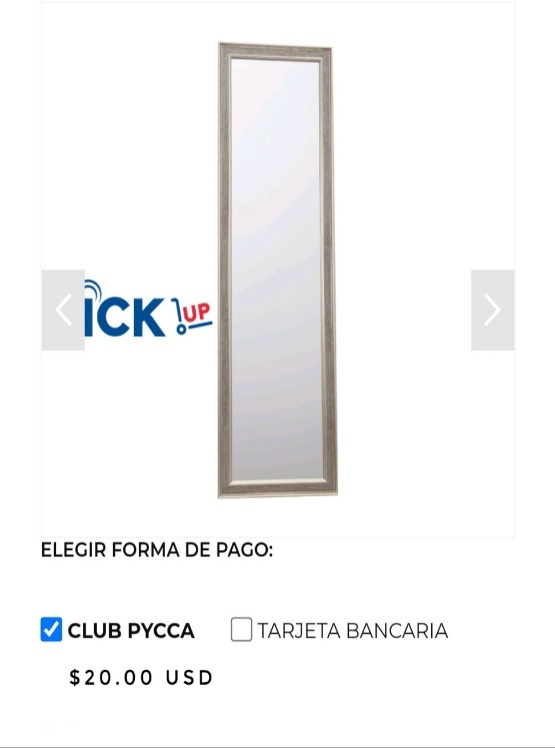 ICK UP
ELEGIR FORMA DE PAGO:
CLUB PYCCA TARJETA BANCARIA
$20.00 USD